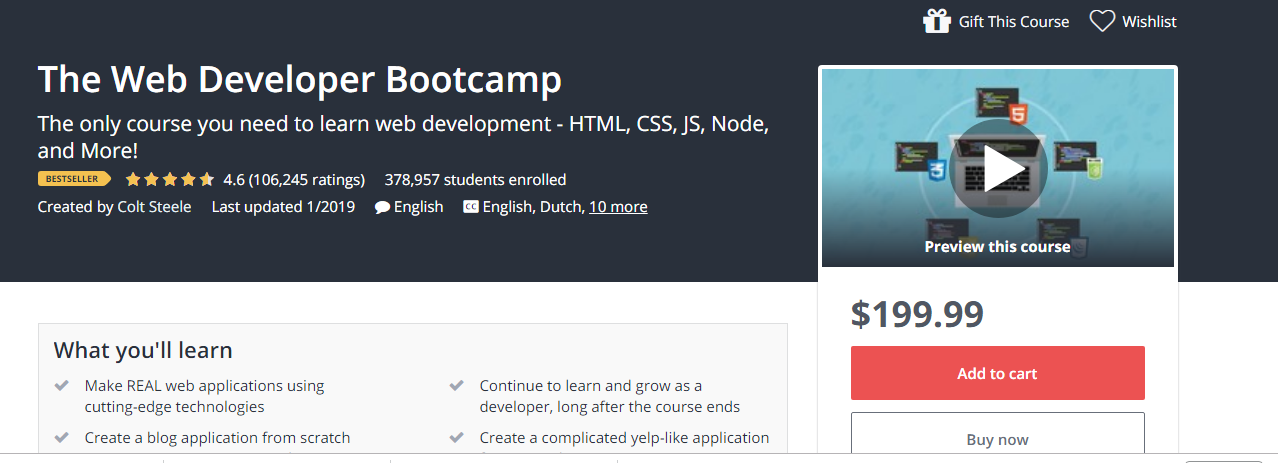 Gift This Course Wishlist
The Web Developer Bootcamp
The only course you need to learn web development - HTML, CSS, JS, Node,
and More!
BESTSELLER 4.6 (106,245 ratings) 378,957 students enrolled
Created by Colt Steele Last updated 1/2019 English CC English, Dutch, 10 more
Preview this course
$199.99
Add to cart
Buy now
What you'll learn
Make REAL web applications using
cutting-edge technologies
Continue to learn and grow as a
developer, long after the course ends
Create a blog application from scratch
Create a complicated yelp-like application